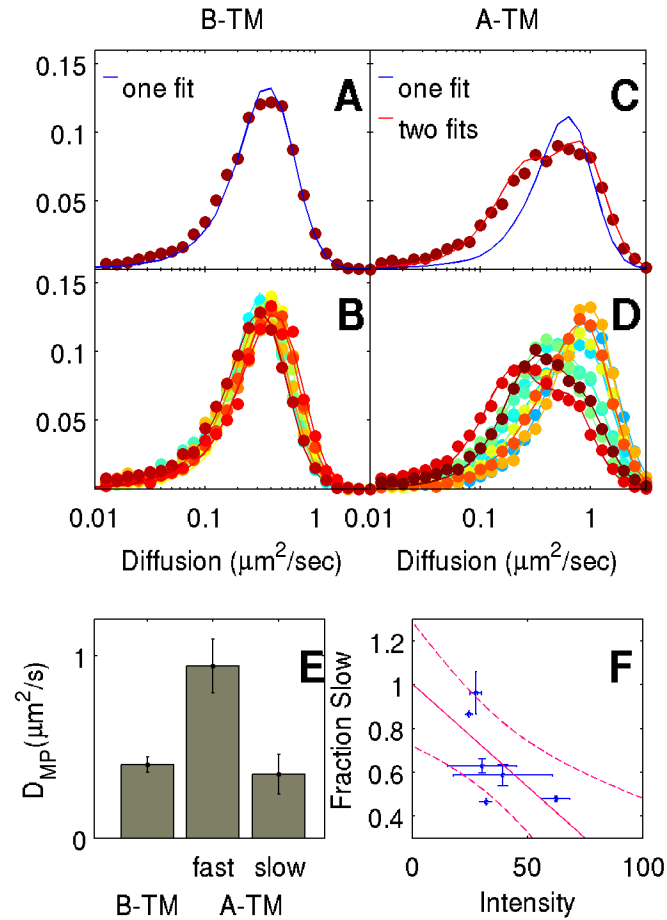 B-TM A-TM
0.15 one fit A one fit C
two fits
0.1
0.05
0.15 B D
0.1
0.05
0.01 0.1 1 0.01 0.1 1
Diffusion (μm²/sec) Diffusion (μm²/sec)
E F
1 1.2
1
0.8
0.6
0.4
0
D_MP(μm²/s) Fraction Slow
fast slow 0 50 100
B-TM A-TM Intensity